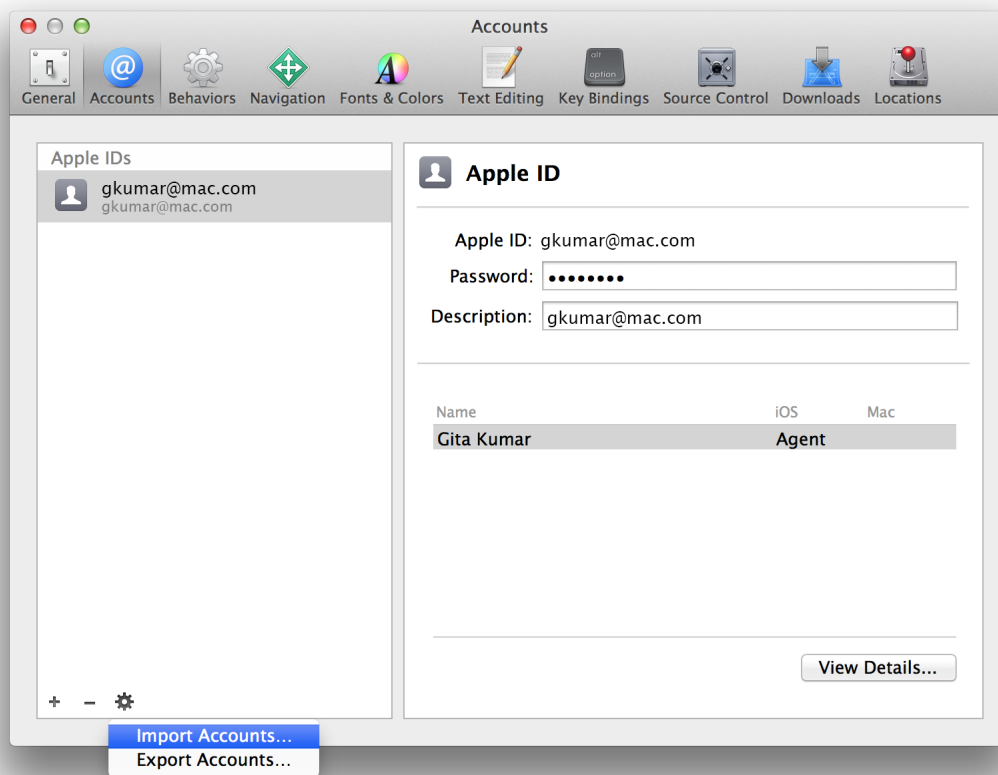 Accounts
General Accounts Behaviors Navigation Fonts & Colors Text Editing Key Bindings Source Control Downloads Locations
alt
option
Apple IDs
gkumar@mac.com
gkumar@mac.com
Apple ID
Apple ID: gkumar@mac.com
Password: ••••••••
Description: gkumar@mac.com
Name iOS Mac
Gita Kumar Agent
View Details...
Import Accounts...
Export Accounts...